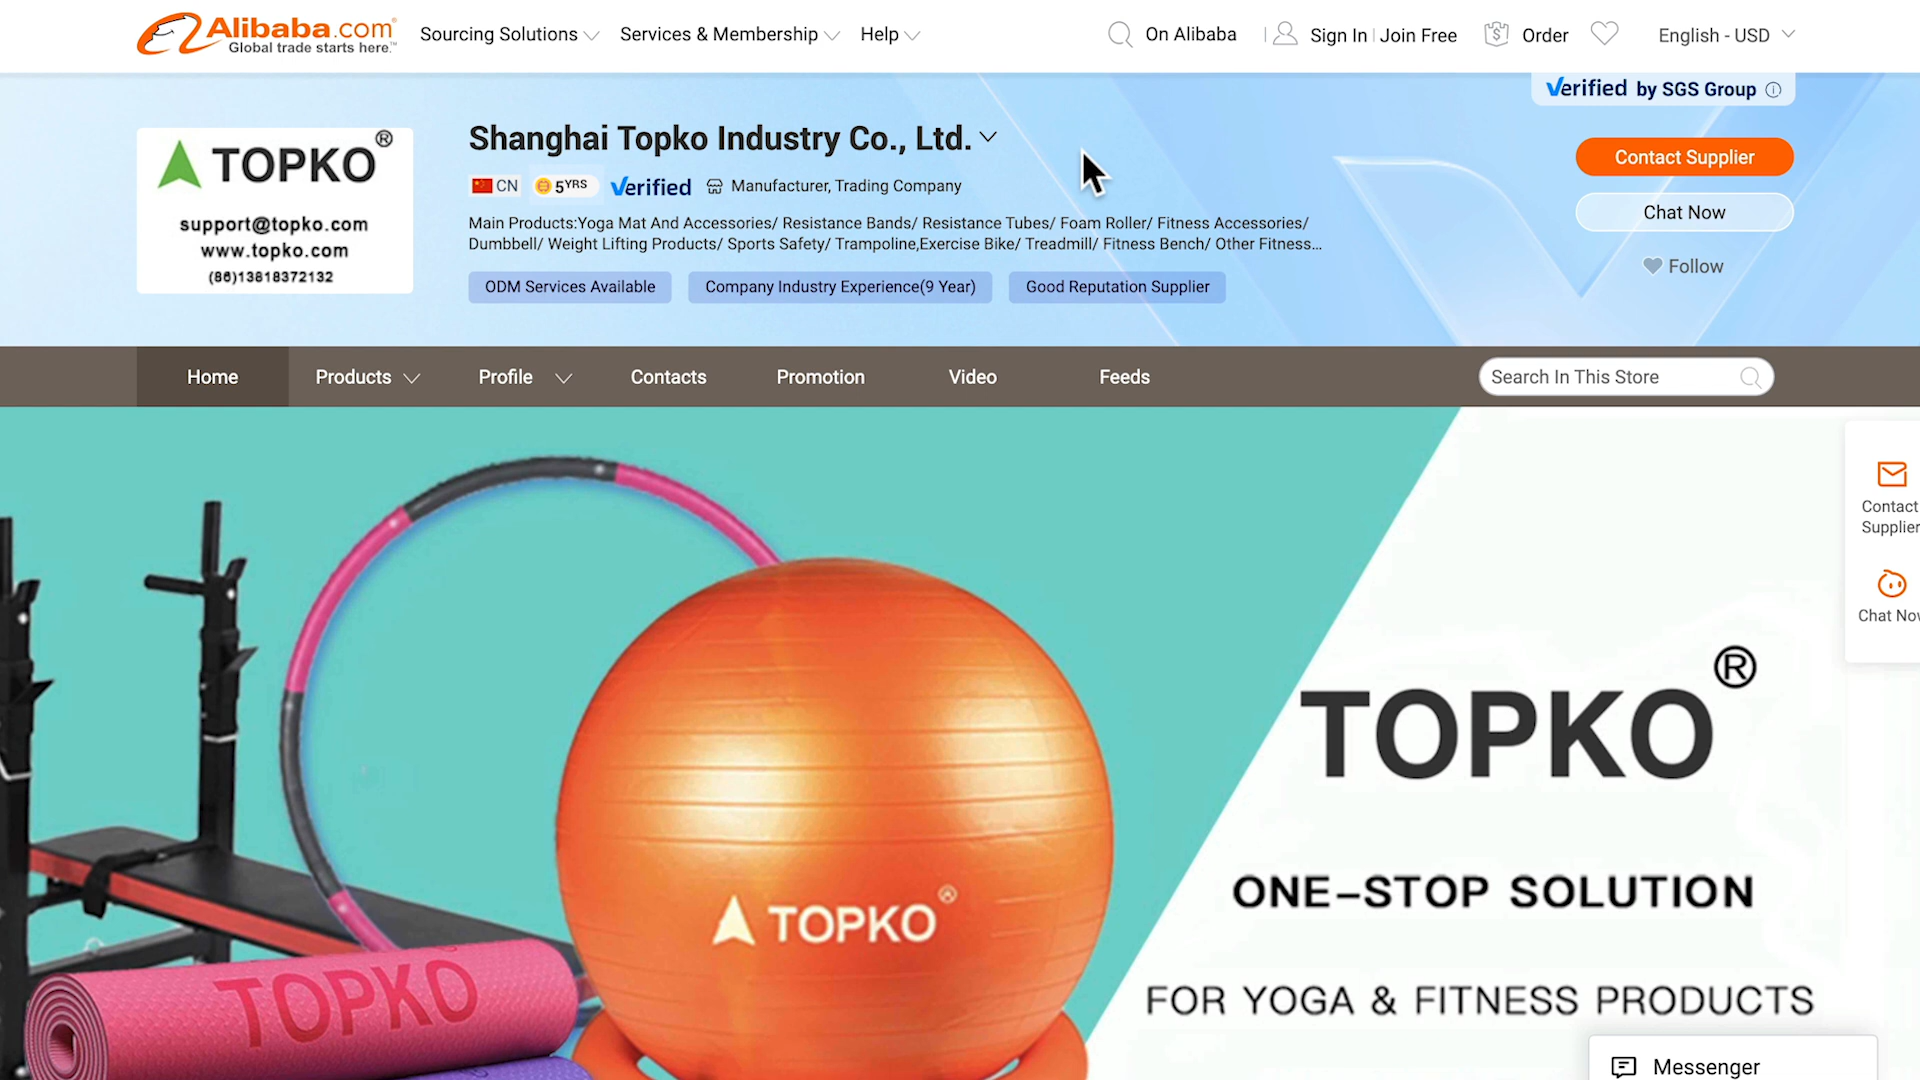 Alibaba.com
Global trade starts here.™
Sourcing Solutions
Services & Membership
Help
On Alibaba
Sign In | Join Free
Order
English - USD
Verified by SGS Group
TOPKO®
support@topko.com
www.topko.com
(86)13818372132
Shanghai Topko Industry Co., Ltd.
CN 5YRS Verified Manufacturer, Trading Company
Main Products:Yoga Mat And Accessories/ Resistance Bands/ Resistance Tubes/ Foam Roller/ Fitness Accessories/
Dumbbell/ Weight Lifting Products/ Sports Safety/ Trampoline,Exercise Bike/ Treadmill/ Fitness Bench/ Other Fitness...
ODM Services Available
Company Industry Experience(9 Year)
Good Reputation Supplier
Contact Supplier
Chat Now
Follow
Home
Products
Profile
Contacts
Promotion
Video
Feeds
Search In This Store
Contact
Supplier
Chat Now
TOPKO®
ONE-STOP SOLUTION
FOR YOGA & FITNESS PRODUCTS
TOPKO®
TOPKO
Messenger